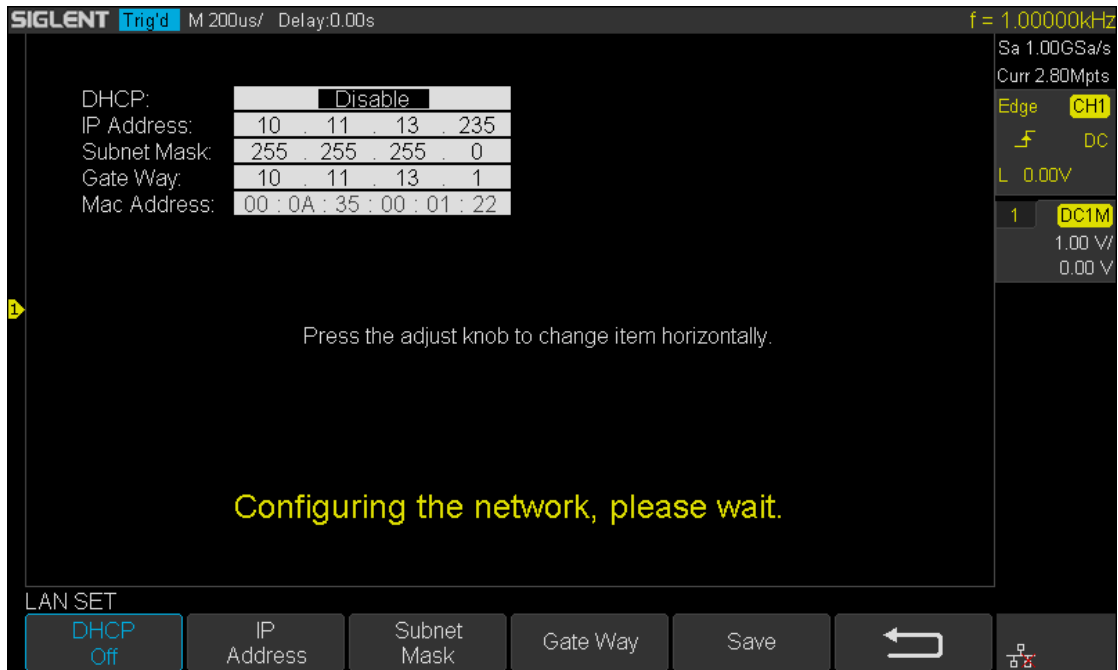 SIGLENT Trig'd M 200us/ Delay:0.00s f = 1.00000kHz
Sa 1.00GSa/s
Curr 2.80Mpts
Edge CH1
DC
L 0.00V
1 DC1M
1.00 V/
0.00 V
DHCP: Disable
IP Address: 10 . 11 . 13 . 235
Subnet Mask: 255 . 255 . 255 . 0
Gate Way: 10 . 11 . 13 . 1
Mac Address: 00 : 0A : 35 : 00 : 01 : 22
1
Press the adjust knob to change item horizontally.
Configuring the network, please wait.
LAN SET
DHCP
Off
IP
Address
Subnet
Mask
Gate Way
Save